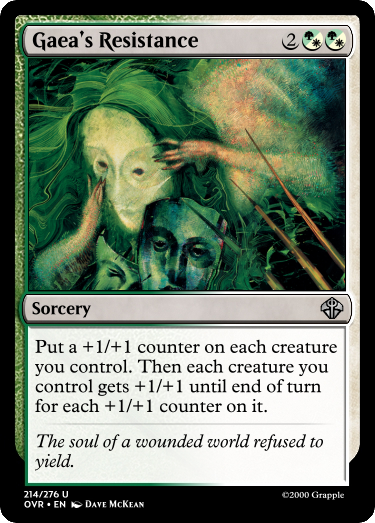 Gaea's Resistance 2
Sorcery
Put a +1/+1 counter on each creature
you control. Then each creature you
control gets +1/+1 until end of turn
for each +1/+1 counter on it.
The soul of a wounded world refused to
yield.
214/276 U
OVR • EN Dave McKean
©2000 Grapple